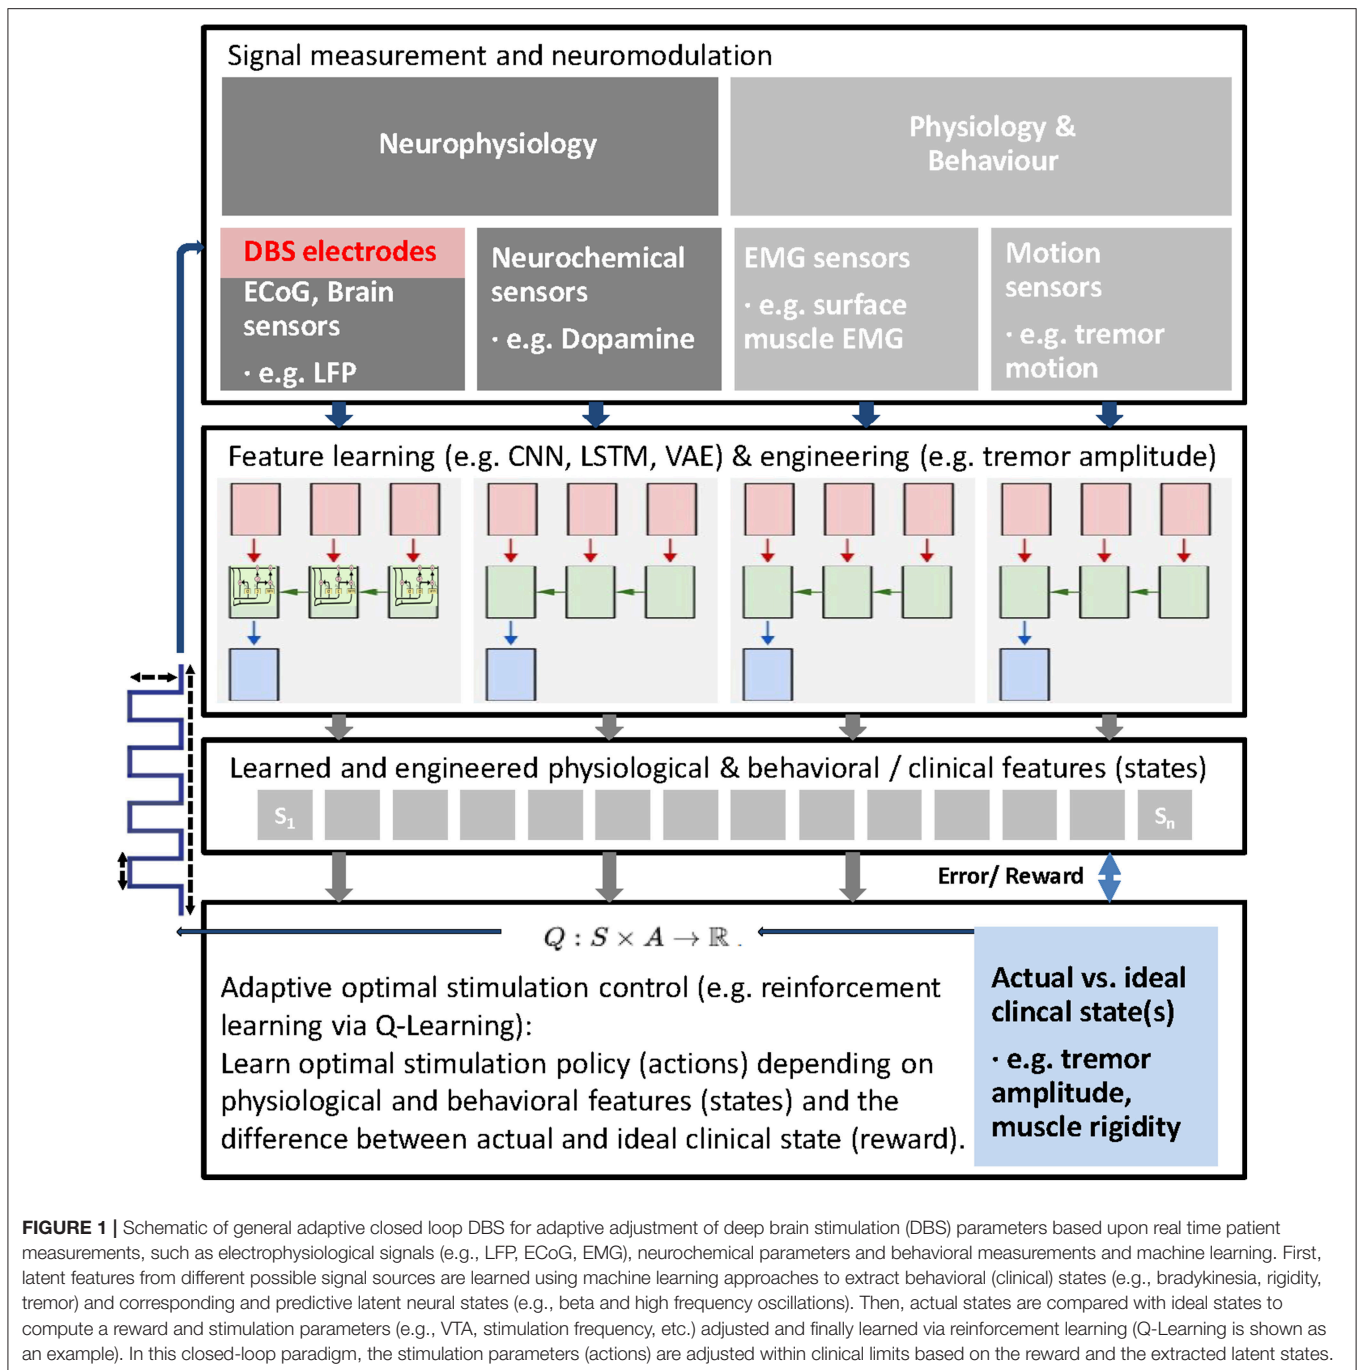 Signal measurement and neuromodulation
Neurophysiology
Physiology &
Behaviour
DBS electrodes
ECoG, Brain
sensors
· e.g. LFP
Neurochemical
sensors
· e.g. Dopamine
EMG sensors
· e.g. surface
muscle EMG
Motion
sensors
· e.g. tremor
motion
Feature learning (e.g. CNN, LSTM, VAE) & engineering (e.g. tremor amplitude)
Learned and engineered physiological & behavioral / clinical features (states)
S₁
Sₙ
Error/ Reward
Q : S × A → ℝ .
Adaptive optimal stimulation control (e.g. reinforcement
learning via Q-Learning):
Learn optimal stimulation policy (actions) depending on
physiological and behavioral features (states) and the
difference between actual and ideal clinical state (reward).
Actual vs. ideal
clincal state(s)
· e.g. tremor
amplitude,
muscle rigidity
FIGURE 1 | Schematic of general adaptive closed loop DBS for adaptive adjustment of deep brain stimulation (DBS) parameters based upon real time patient
measurements, such as electrophysiological signals (e.g., LFP, ECoG, EMG), neurochemical parameters and behavioral measurements and machine learning. First,
latent features from different possible signal sources are learned using machine learning approaches to extract behavioral (clinical) states (e.g., bradykinesia, rigidity,
tremor) and corresponding and predictive latent neural states (e.g., beta and high frequency oscillations). Then, actual states are compared with ideal states to
compute a reward and stimulation parameters (e.g., VTA, stimulation frequency, etc.) adjusted and finally learned via reinforcement learning (Q-Learning is shown as
an example). In this closed-loop paradigm, the stimulation parameters (actions) are adjusted within clinical limits based on the reward and the extracted latent states.